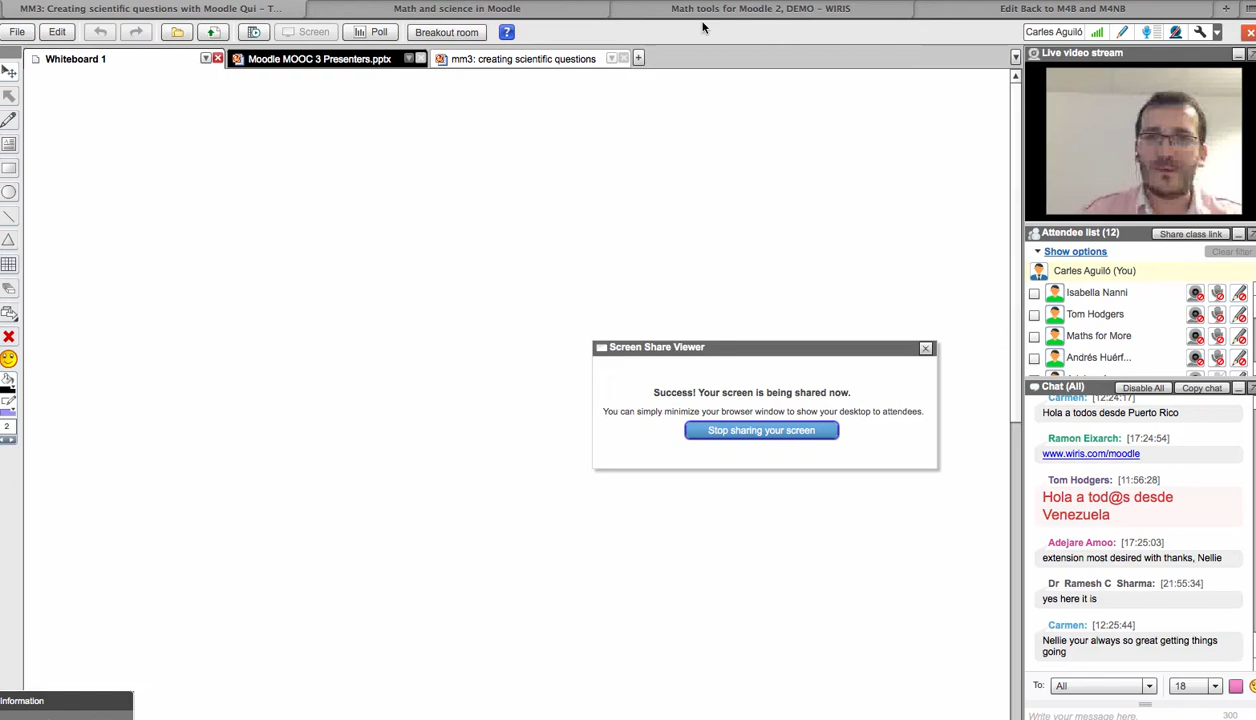 MM3: Creating scientific questions with Moodle Qui - T...
Math and science in Moodle
Math tools for Moodle 2, DEMO - WIRIS
Edit Back to M4B and M4NB
File
Edit
Screen
Poll
Breakout room
?
Carles Aguiló
Whiteboard 1
Moodle MOOC 3 Presenters.pptx
mm3: creating scientific questions
Live video stream
Attendee list (12)
Share class link
Show options
Clear filter
Carles Aguiló (You)
Isabella Nanni
Tom Hodgers
Maths for More
Andrés Huérf...
Screen Share Viewer
Success! Your screen is being shared now.
You can simply minimize your browser window to show your desktop to attendees.
Stop sharing your screen
Chat (All)
Disable All
Copy chat
Carmen: [12:24:17]
Hola a todos desde Puerto Rico
Ramon Eixarch: [17:24:54]
www.wiris.com/moodle
Tom Hodgers: [11:56:28]
Hola a tod@s desde
Venezuela
Adejare Amoo: [17:25:03]
extension most desired with thanks, Nellie
Dr Ramesh C Sharma: [21:55:34]
yes here it is
Carmen: [12:25:44]
Nellie your always so great getting things
going
To:
All
18
Write your message here.
300
2
Information